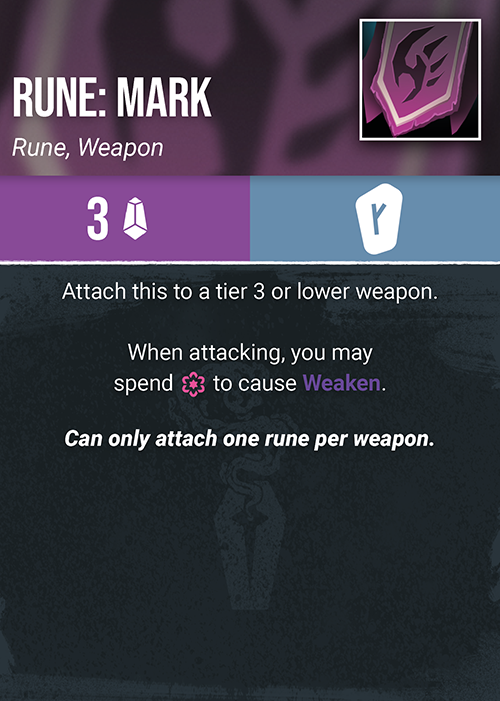 RUNE: MARK
Rune, Weapon
3
Attach this to a tier 3 or lower weapon.
When attacking, you may
spend to cause Weaken.
Can only attach one rune per weapon.